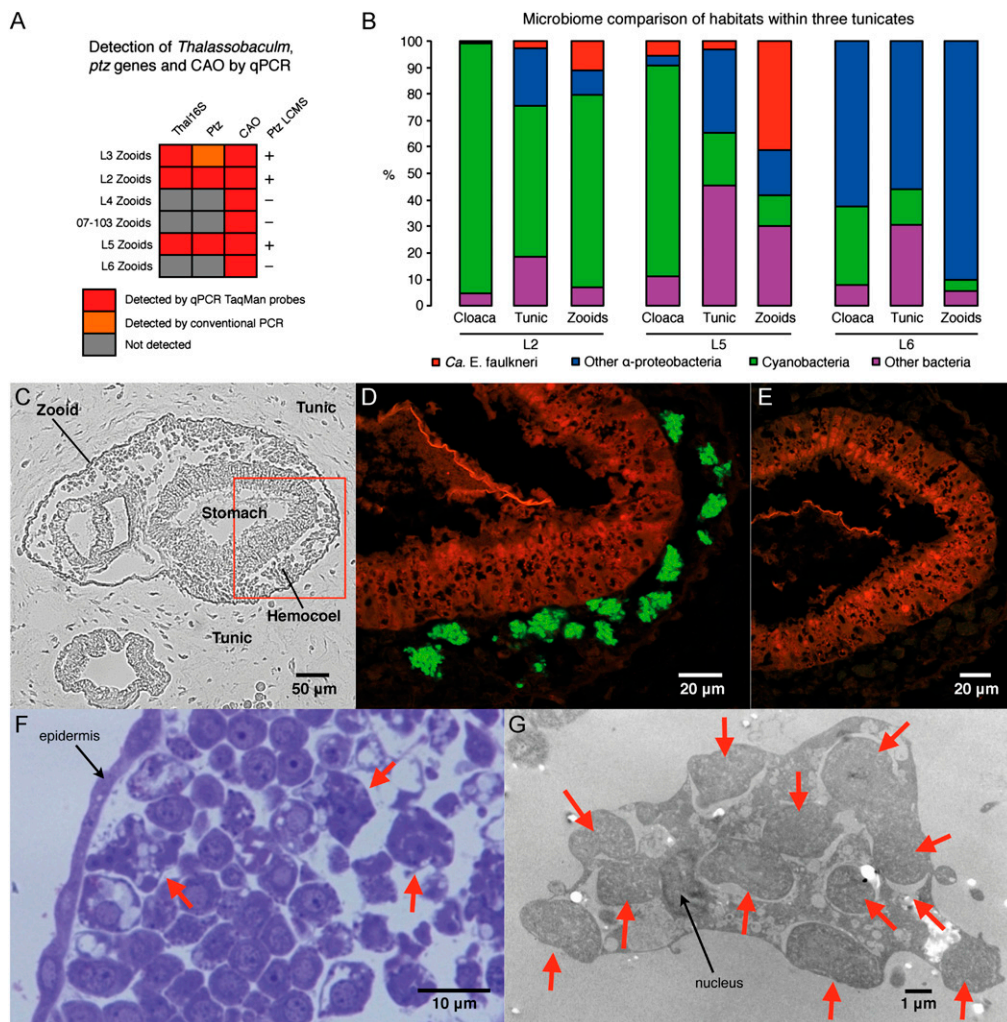 A
Detection of Thalassobaculum,
ptz genes and CAO by qPCR
Thal16S
Ptz
CAO
Ptz LCMS
L3 Zooids
+
L2 Zooids
+
L4 Zooids
–
07-103 Zooids
–
L5 Zooids
+
L6 Zooids
–
Detected by qPCR TaqMan probes
Detected by conventional PCR
Not detected
B
Microbiome comparison of habitats within three tunicates
100
90
80
70
60
50
40
30
20
10
0
%
Cloaca Tunic Zooids Cloaca Tunic Zooids Cloaca Tunic Zooids
L2 L5 L6
Ca. E. faulkneri Other α-proteobacteria Cyanobacteria Other bacteria
C
Zooid
Tunic
Stomach
Hemocoel
Tunic
50 μm
D
20 μm
E
20 μm
F
epidermis
10 μm
G
nucleus
1 μm